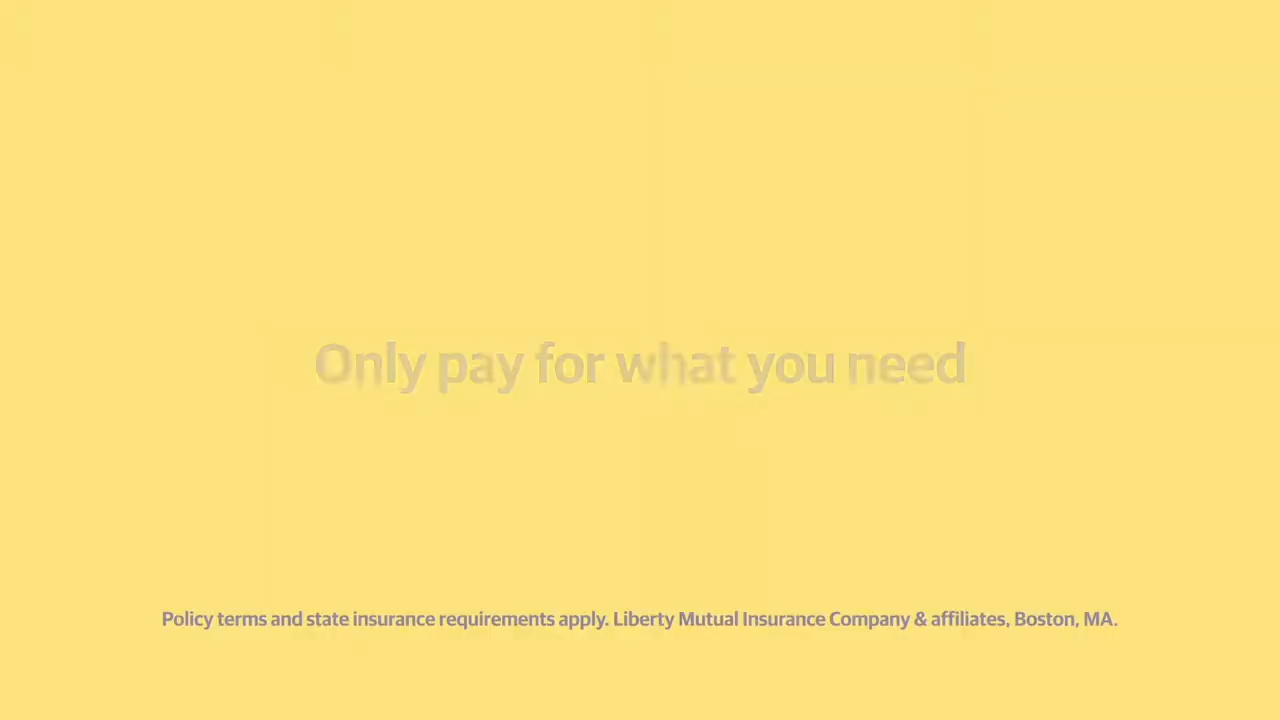 Only pay for what you need
Policy terms and state insurance requirements apply. Liberty Mutual Insurance Company & affiliates, Boston, MA.